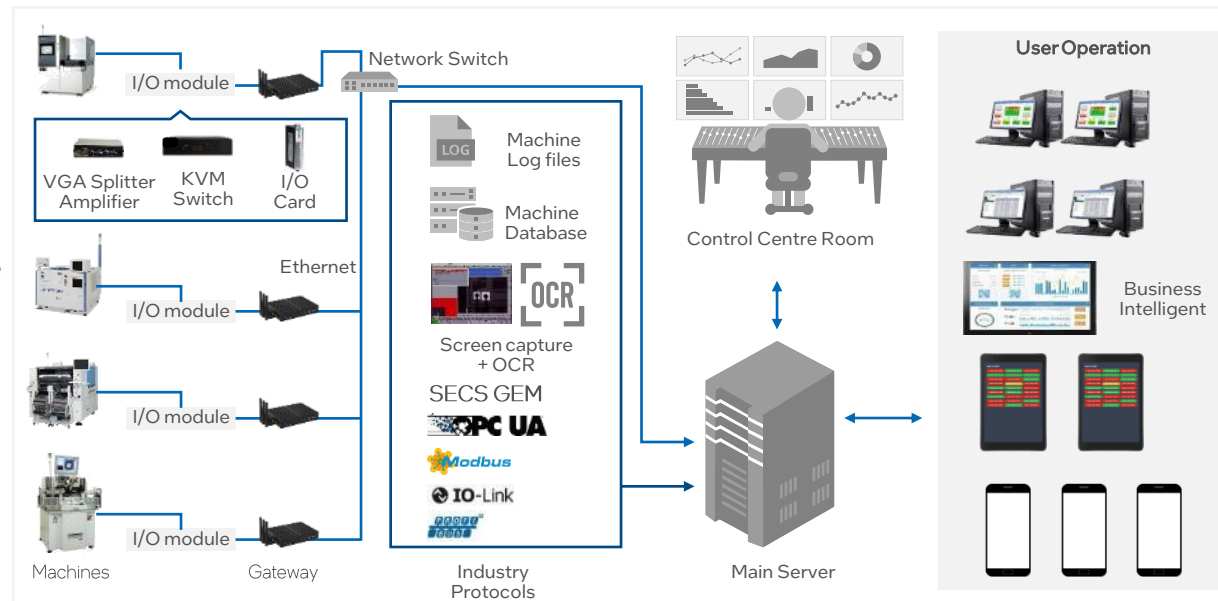 I/O module
Network Switch
User Operation
VGA Splitter
Amplifier
KVM
Switch
I/O
Card
LOG
Machine
Log files
Machine
Database
Control Centre Room
Ethernet
I/O module
OCR
Screen capture
+ OCR
Business
Intelligent
SECS GEM
OPC UA
I/O module
Modbus
IO-Link
PROFI
BUS
I/O module
Machines
Gateway
Industry
Protocols
Main Server